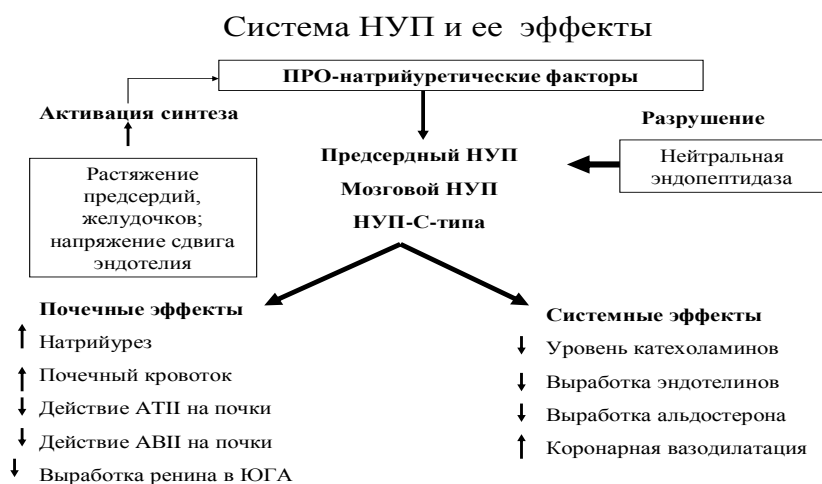 Система НУП и ее эффекты
ПРО-натрийуретические факторы
Активация синтеза
Разрушение
Растяжение
предсердий,
желудочков;
напряжение сдвига
эндотелия
Предсердный НУП
Мозговой НУП
НУП-С-типа
Нейтральная
эндопептидаза
Почечные эффекты
Натрийурез
Почечный кровоток
Действие АТII на почки
Действие АВII на почки
Выработка ренина в ЮГА
Системные эффекты
Уровень катехоламинов
Выработка эндотелинов
Выработка альдостерона
Коронарная вазодилатация